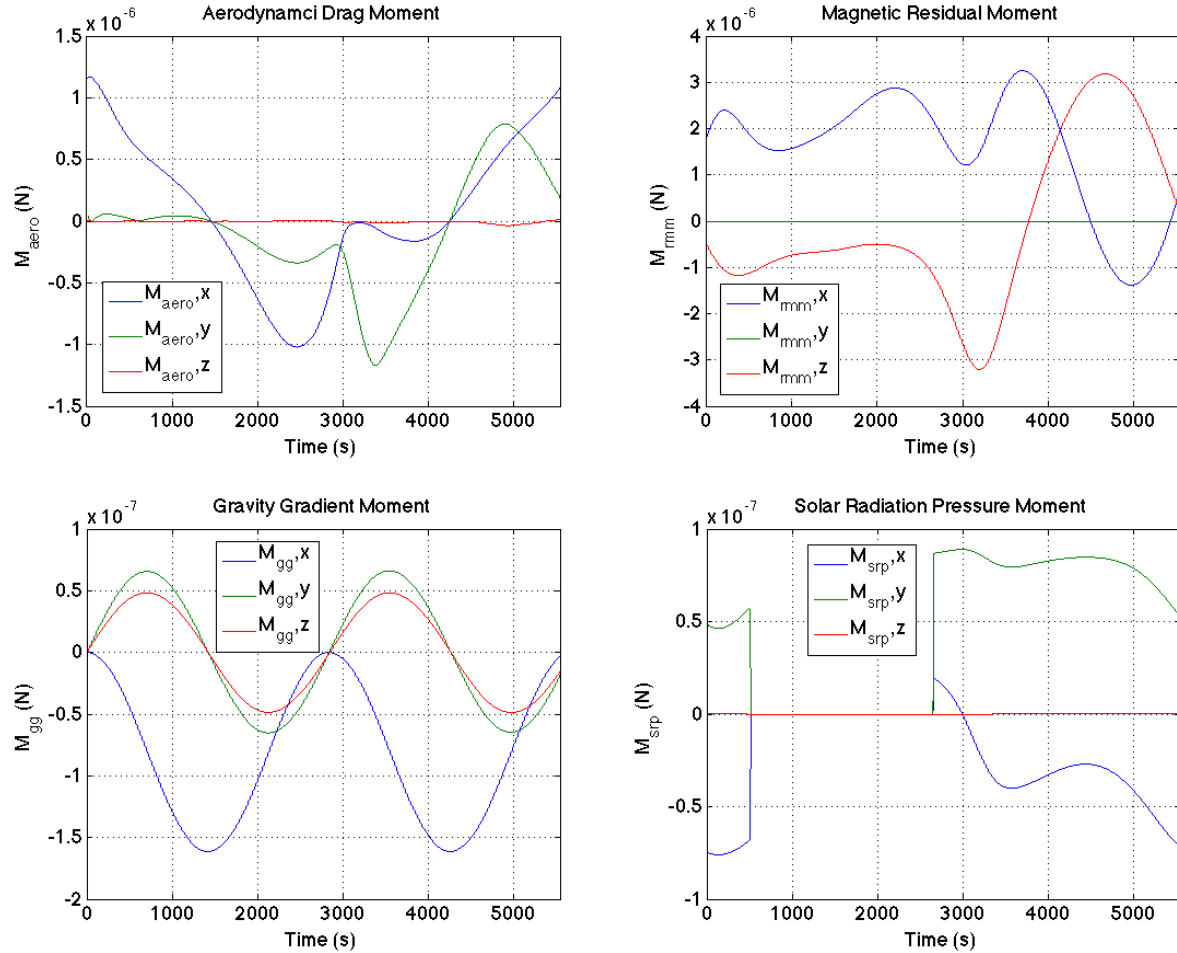 Aerodynamci Drag Moment
x 10^-6
1.5
1
0.5
0
-0.5
-1
-1.5
M_aero (N)
M_aero,x
M_aero,y
M_aero,z
0 1000 2000 3000 4000 5000
Time (s)
Magnetic Residual Moment
x 10^-6
4
3
2
1
0
-1
-2
-3
-4
M_rmm (N)
M_rmm,x
M_rmm,y
M_rmm,z
0 1000 2000 3000 4000 5000
Time (s)
Gravity Gradient Moment
x 10^-7
1
0.5
0
-0.5
-1
-1.5
-2
M_gg (N)
M_gg,x
M_gg,y
M_gg,z
0 1000 2000 3000 4000 5000
Time (s)
Solar Radiation Pressure Moment
x 10^-7
1
0.5
0
-0.5
-1
M_srp (N)
M_srp,x
M_srp,y
M_srp,z
0 1000 2000 3000 4000 5000
Time (s)